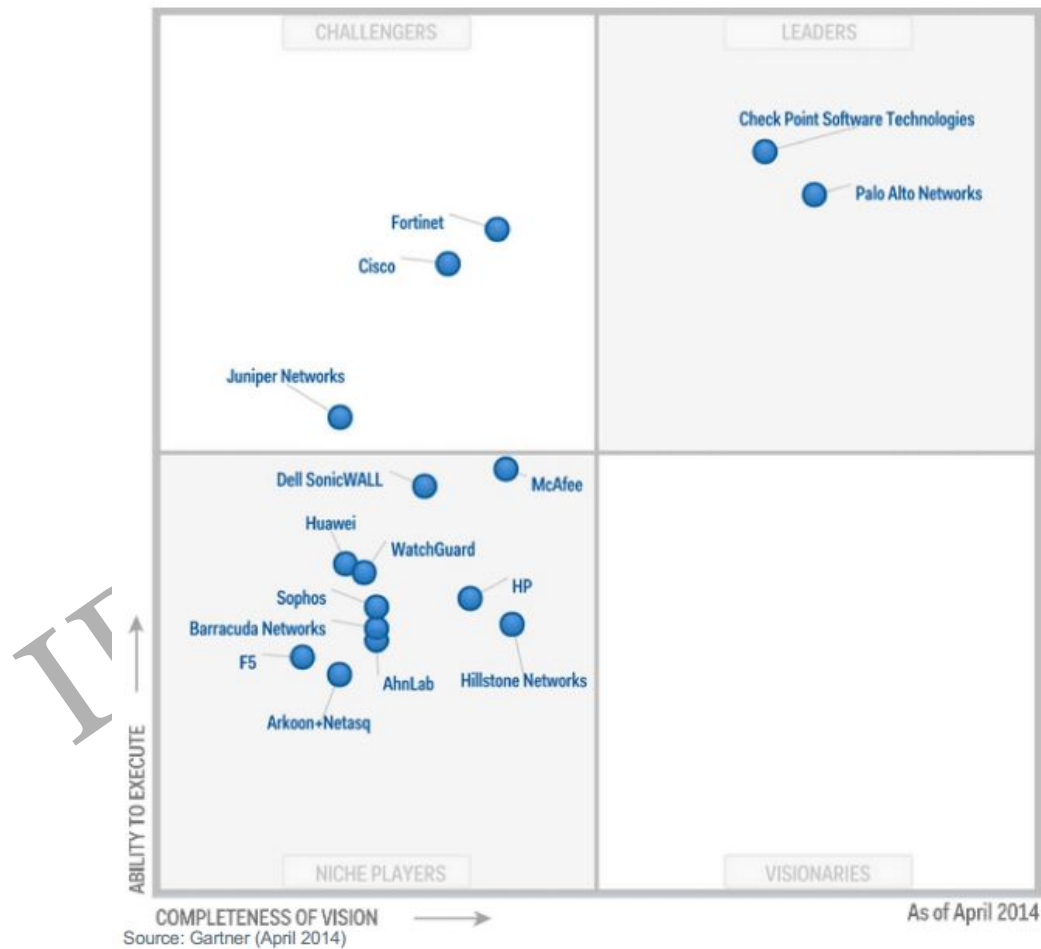 CHALLENGERS
LEADERS
Check Point Software Technologies
Palo Alto Networks
Fortinet
Cisco
Juniper Networks
Dell SonicWALL
McAfee
Huawei
WatchGuard
HP
Sophos
Barracuda Networks
F5
AhnLab
Hillstone Networks
Arkoon+Netasq
ABILITY TO EXECUTE
NICHE PLAYERS
VISIONARIES
COMPLETENESS OF VISION
As of April 2014
Source: Gartner (April 2014)